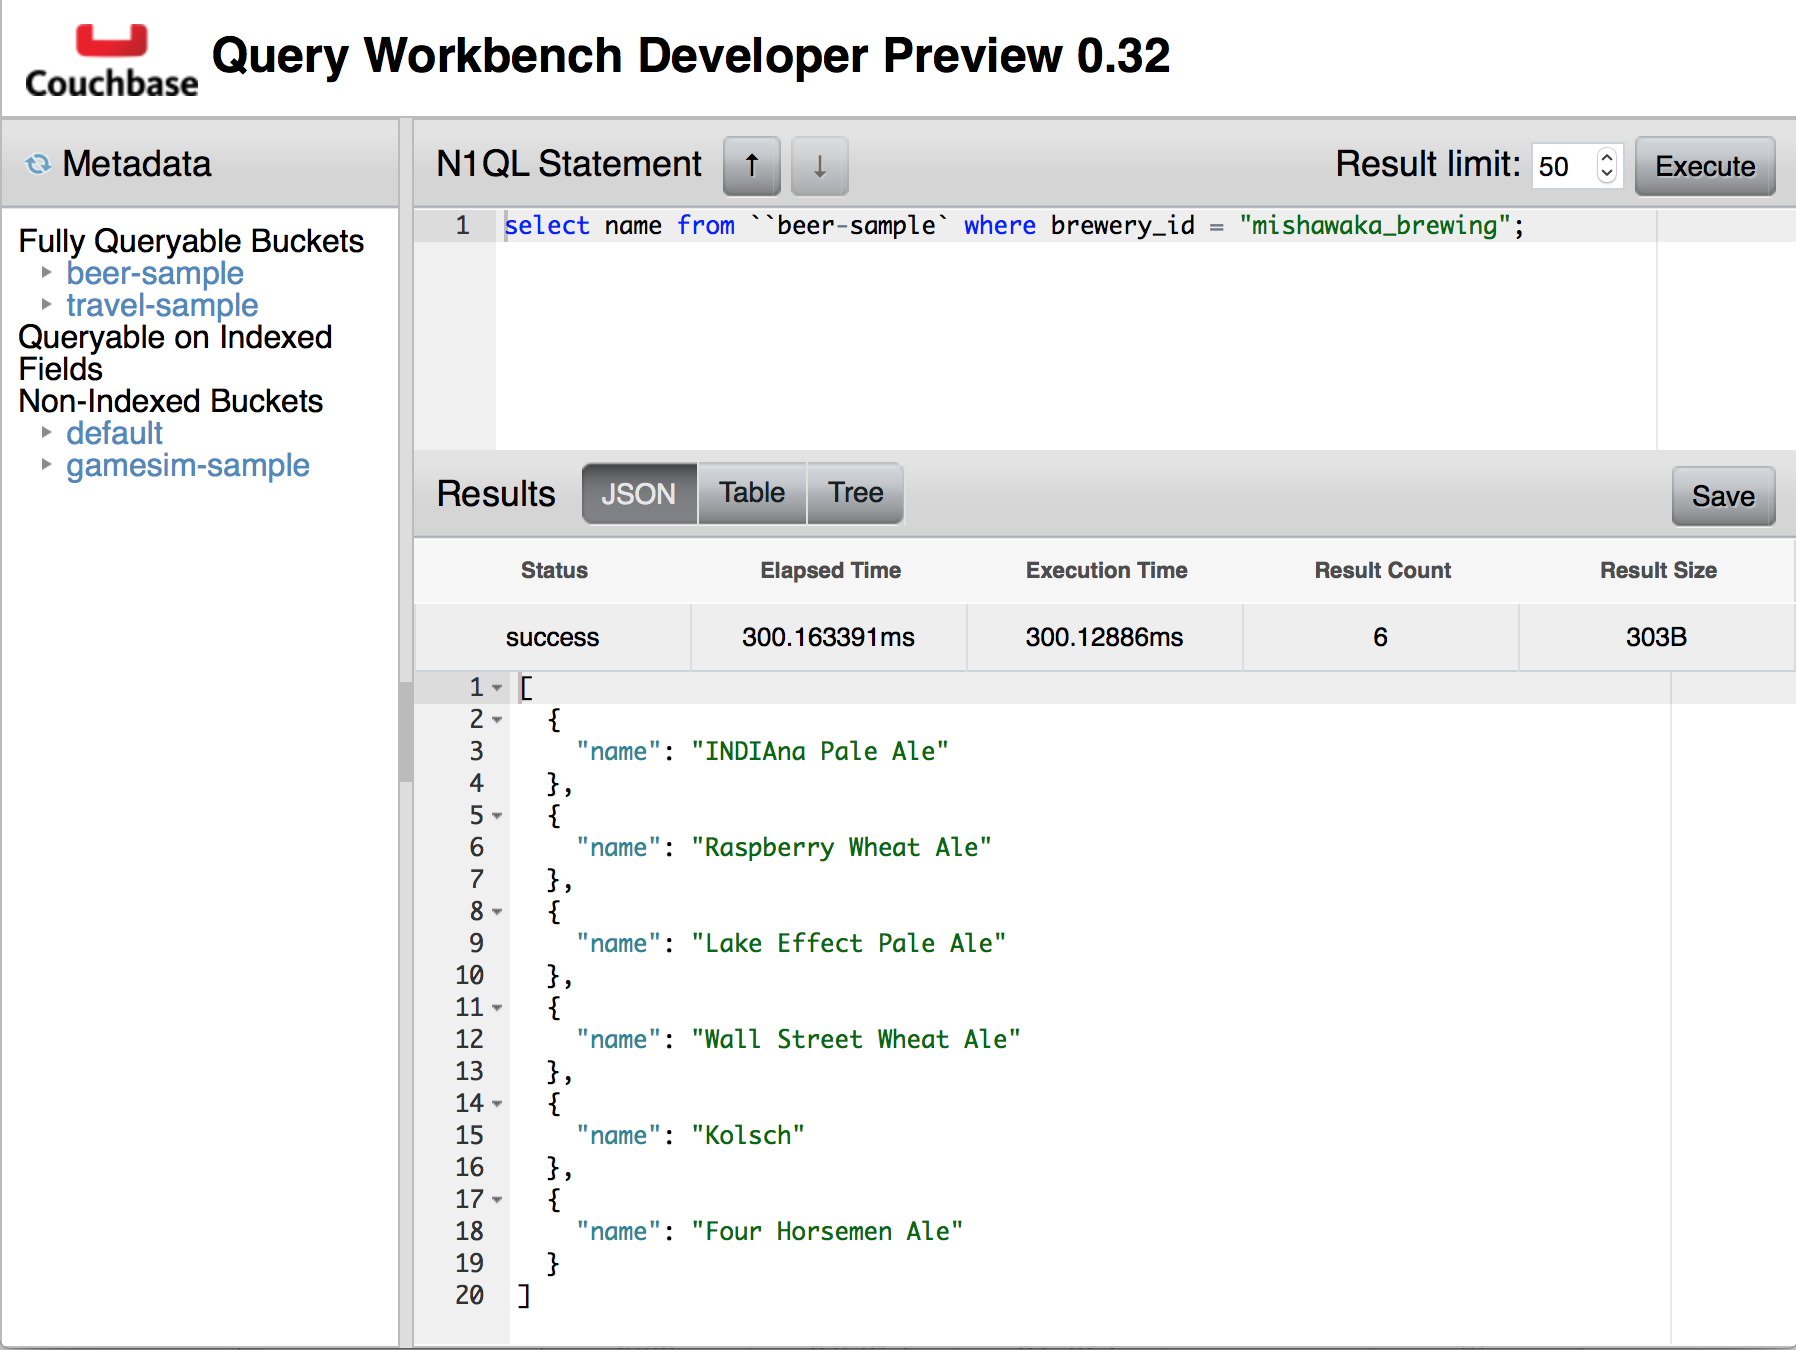 Couchbase
Query Workbench Developer Preview 0.32
Metadata
Fully Queryable Buckets
beer-sample
travel-sample
Queryable on Indexed
Fields
Non-Indexed Buckets
default
gamesim-sample
N1QL Statement ↑ ↓ Result limit: 50 Execute
1 select name from ``beer-sample` where brewery_id = "mishawaka_brewing";
Results JSON Table Tree Save
Status Elapsed Time Execution Time Result Count Result Size
success 300.163391ms 300.12886ms 6 303B
1 [
2 {
3 "name": "INDIAna Pale Ale"
4 },
5 {
6 "name": "Raspberry Wheat Ale"
7 },
8 {
9 "name": "Lake Effect Pale Ale"
10 },
11 {
12 "name": "Wall Street Wheat Ale"
13 },
14 {
15 "name": "Kolsch"
16 },
17 {
18 "name": "Four Horsemen Ale"
19 }
20 ]